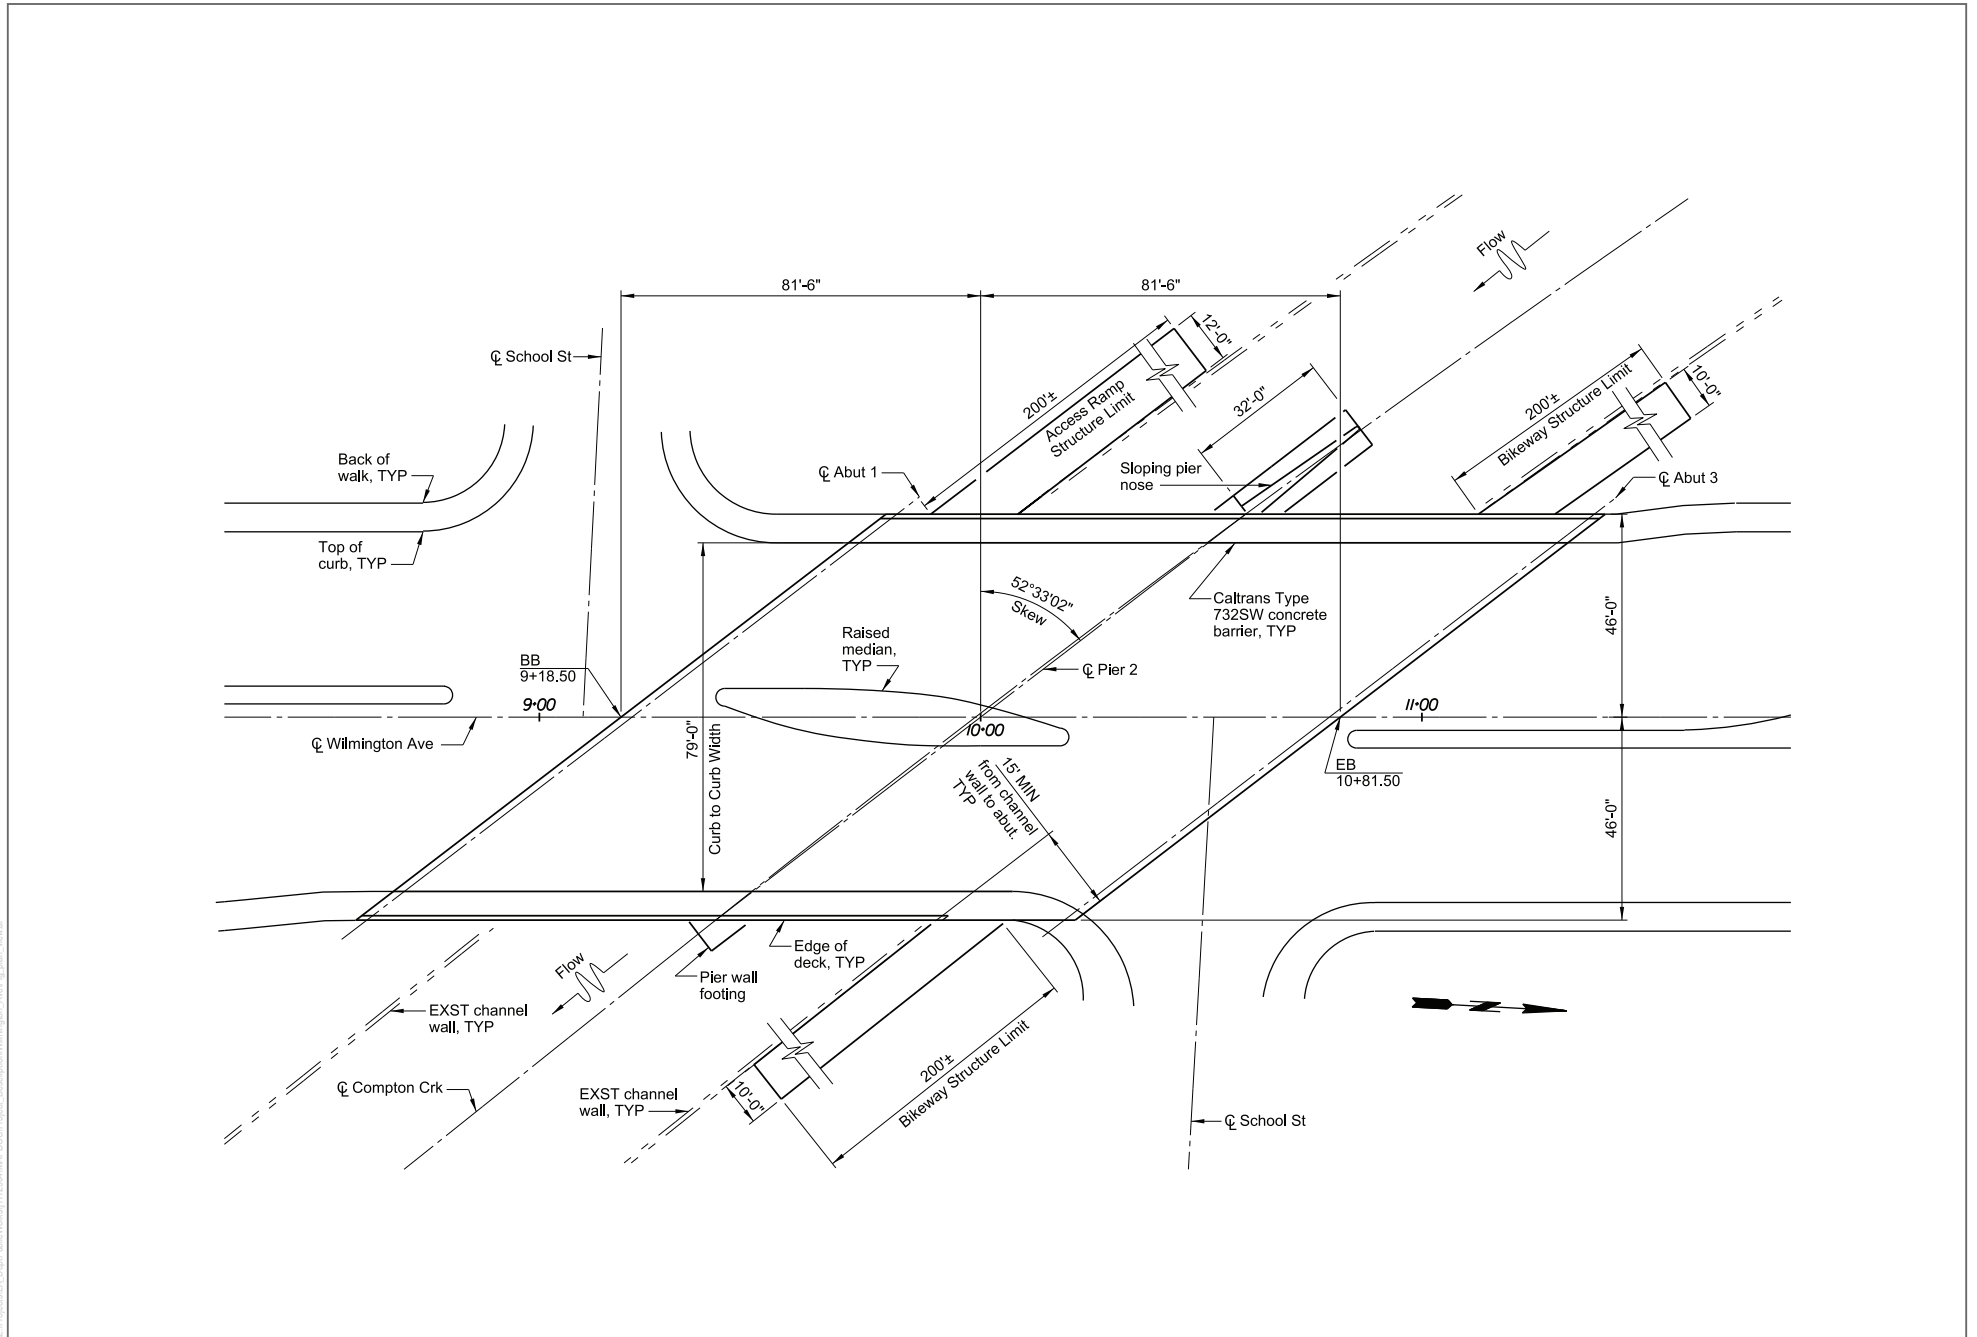 Flow
81'-6"
81'-6"
12'-0"
℄ School St
200'±
Access Ramp
Structure Limit
32'-0"
200'±
Bikeway Structure Limit
10'-0"
Back of
walk, TYP
℄ Abut 1
Sloping pier
nose
℄ Abut 3
Top of
curb, TYP
52°33'02"
Skew
Caltrans Type
732SW concrete
barrier, TYP
46'-0"
Raised
median,
TYP
BB
9+18.50
℄ Pier 2
9+00
10+00
11+00
℄ Wilmington Ave
79'-0"
Curb to Curb Width
15' MIN
from channel
wall to abut.
TYP
EB
10+81.50
46'-0"
Flow
Edge of
deck, TYP
Pier wall
footing
EXST channel
wall, TYP
N
℄ Compton Crk
EXST channel
wall, TYP
10'-0"
200'±
Bikeway Structure Limit
℄ School St